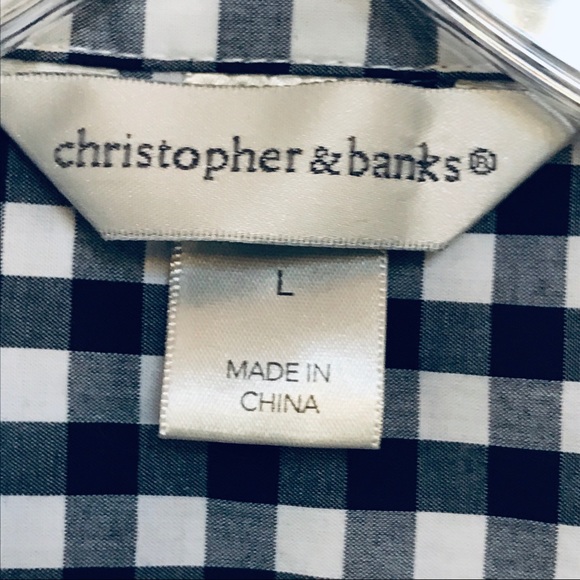 christopher & banks®
L
MADE IN
CHINA